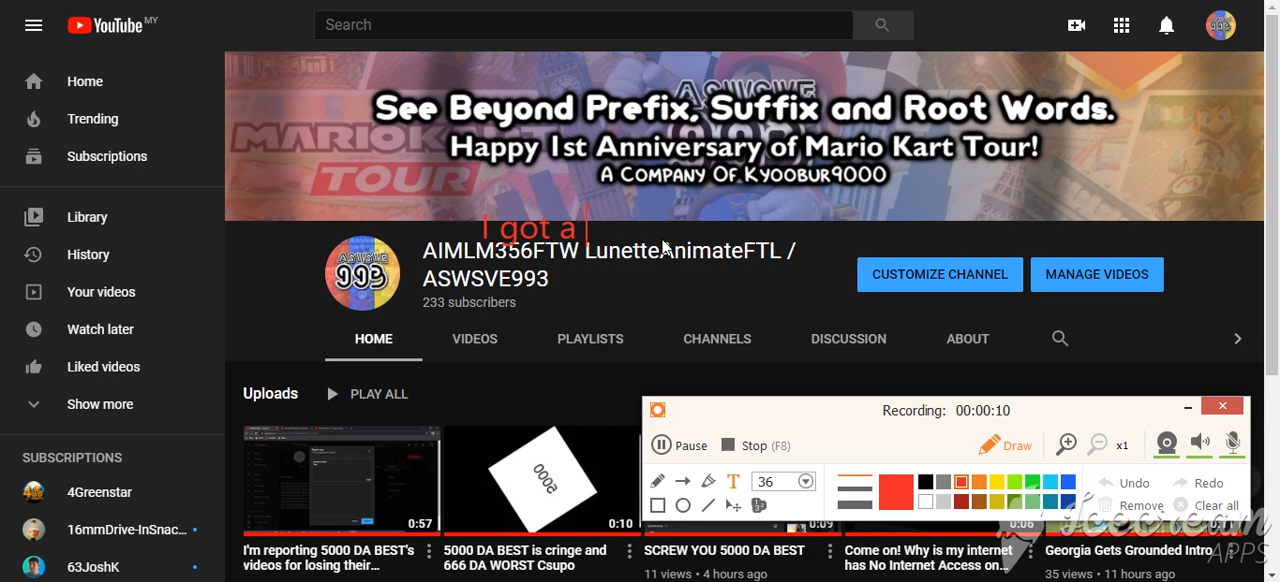 YouTube MY
Search
Home
Trending
Subscriptions
Library
History
Your videos
Watch later
Liked videos
Show more
SUBSCRIPTIONS
4Greenstar
16mmDrive-InSnac...
63JoshK
MARIOKART
TOUR
See Beyond Prefix, Suffix and Root Words.
Happy 1st Anniversary of Mario Kart Tour!
A Company Of Kyoobur9000
I got a
AIMLM356FTW LunetteAnimateFTL /
ASWSVE993
233 subscribers
CUSTOMIZE CHANNEL
MANAGE VIDEOS
HOME
VIDEOS
PLAYLISTS
CHANNELS
DISCUSSION
ABOUT
Uploads
PLAY ALL
Recording: 00:00:10
Pause
Stop (F8)
Draw
x1
T
36
Undo
Redo
Remove
Clear all
0:57
I'm reporting 5000 DA BEST's
videos for losing their...
5000
0:10
5000 DA BEST is cringe and
666 DA WORST Csupo
0:09
SCREW YOU 5000 DA BEST
11 views • 4 hours ago
0:06
Come on! Why is my internet
has No Internet Access on...
Georgia Gets Grounded Intro
35 views • 11 hours ago
Icecream
APPS
993